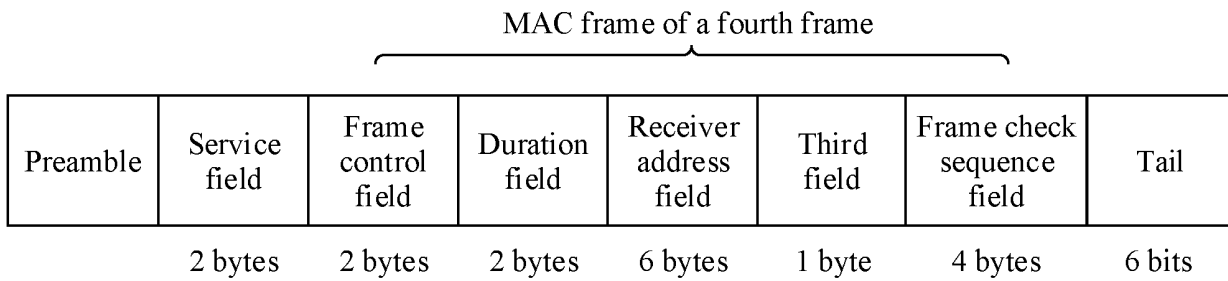 MAC frame of a fourth frame
Preamble
Service
field
Frame
control
field
Duration
field
Receiver
address
field
Third
field
Frame check
sequence
field
Tail
2 bytes
2 bytes
2 bytes
6 bytes
1 byte
4 bytes
6 bits